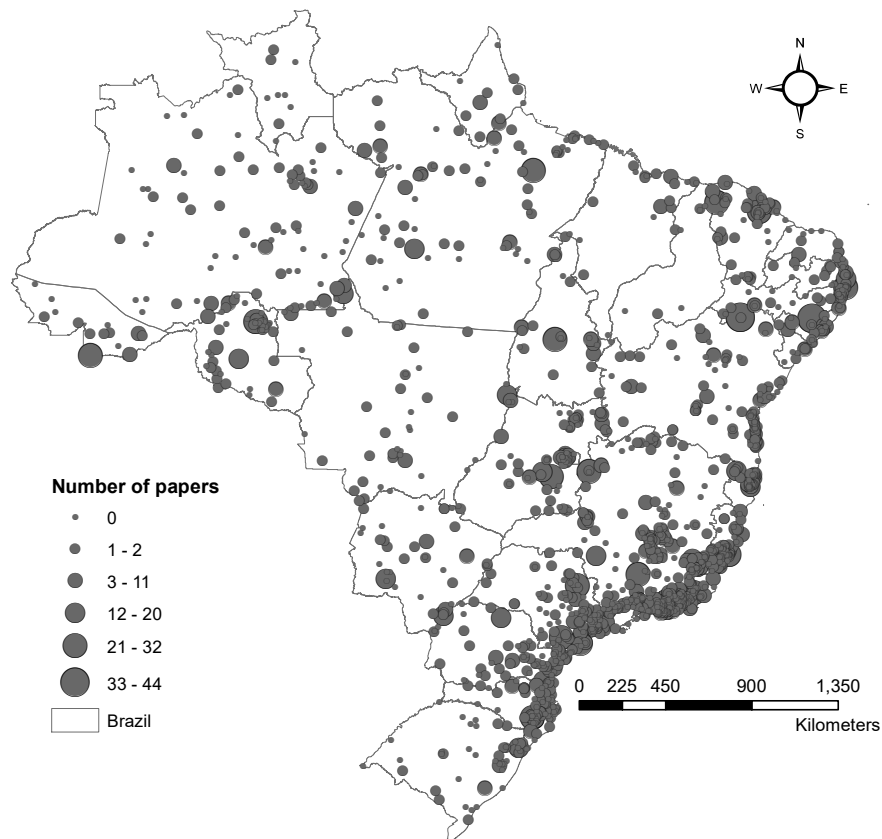 N
W E
S
Number of papers
0
1 - 2
3 - 11
12 - 20
21 - 32
33 - 44
Brazil
0 225 450 900 1,350
Kilometers